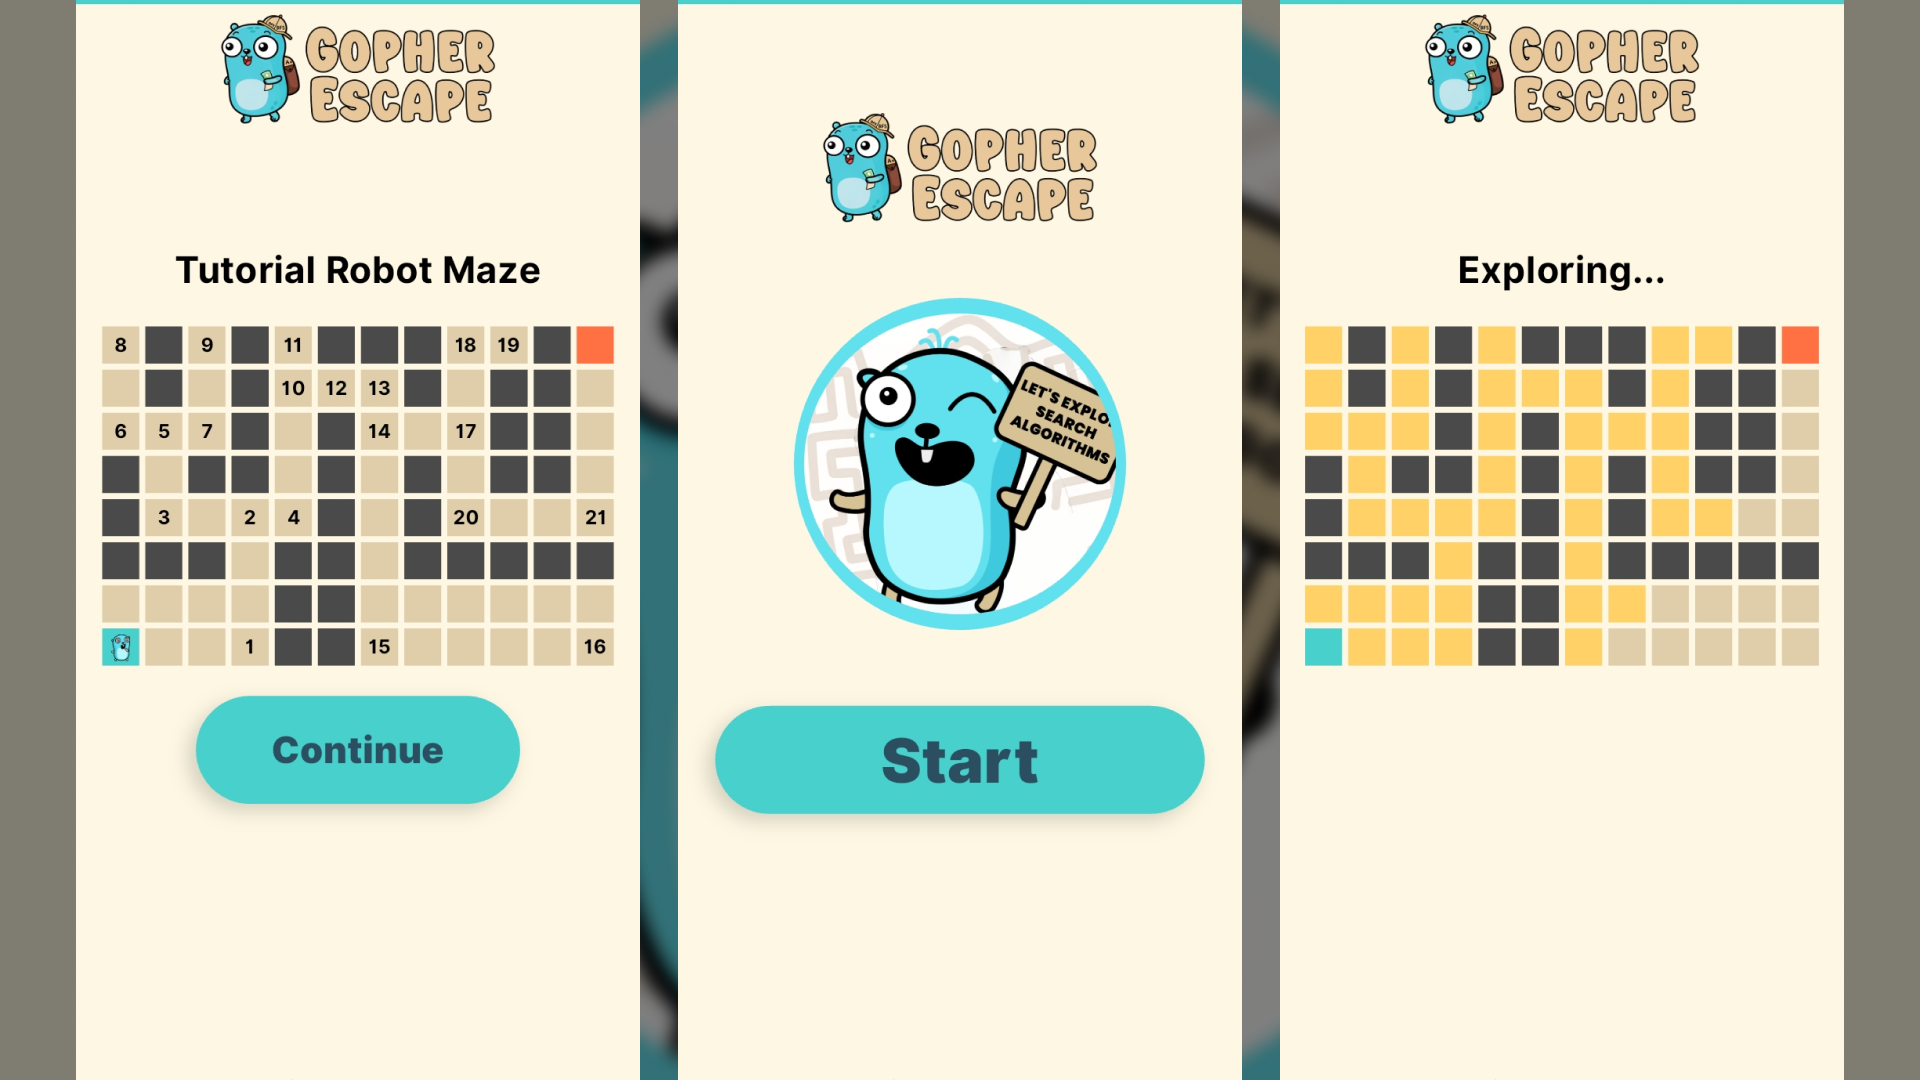 GOPHER
ESCAPE
Tutorial Robot Maze
8 9 11 18 19
10 12 13
6 5 7 14 17
3 2 4 20 21
1 15 16
Continue
GOPHER
ESCAPE
LET'S EXPLO
SEARCH
ALGORITHMS
Start
GOPHER
ESCAPE
Exploring...